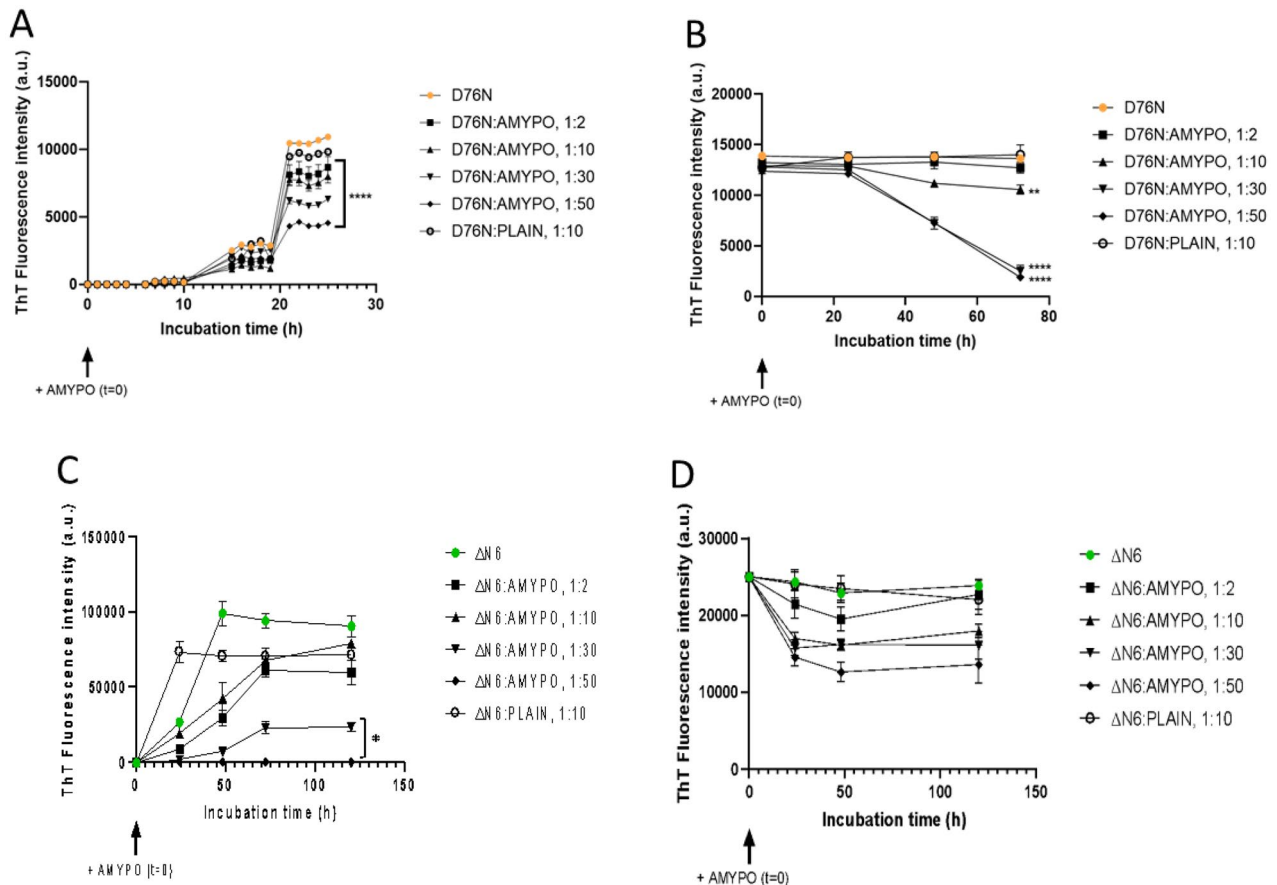 A
ThT Fluorescence intensity (a.u.)
15000
10000
5000
0
0
10
20
30
Incubation time (h)
+ AMYPO (t=0)
****
D76N
D76N:AMYPO, 1:2
D76N:AMYPO, 1:10
D76N:AMYPO, 1:30
D76N:AMYPO, 1:50
D76N:PLAIN, 1:10
B
ThT Fluorescence intensity (a.u.)
20000
15000
10000
5000
0
0
20
40
60
80
Incubation time (h)
+ AMYPO (t=0)
**
****
****
D76N
D76N:AMYPO, 1:2
D76N:AMYPO, 1:10
D76N:AMYPO, 1:30
D76N:AMYPO, 1:50
D76N:PLAIN, 1:10
C
ThT Fluorescence intensity (a.u.)
150000
100000
50000
0
0
50
100
150
Incubation time (h)
+ AMYPO (t=0)
*
ΔN6
ΔN6:AMYPO, 1:2
ΔN6:AMYPO, 1:10
ΔN6:AMYPO, 1:30
ΔN6:AMYPO, 1:50
ΔN6:PLAIN, 1:10
D
ThT Fluorescence intensity (a.u.)
30000
20000
10000
0
0
50
100
150
Incubation time (h)
+ AMYPO (t=0)
ΔN6
ΔN6:AMYPO, 1:2
ΔN6:AMYPO, 1:10
ΔN6:AMYPO, 1:30
ΔN6:AMYPO, 1:50
ΔN6:PLAIN, 1:10